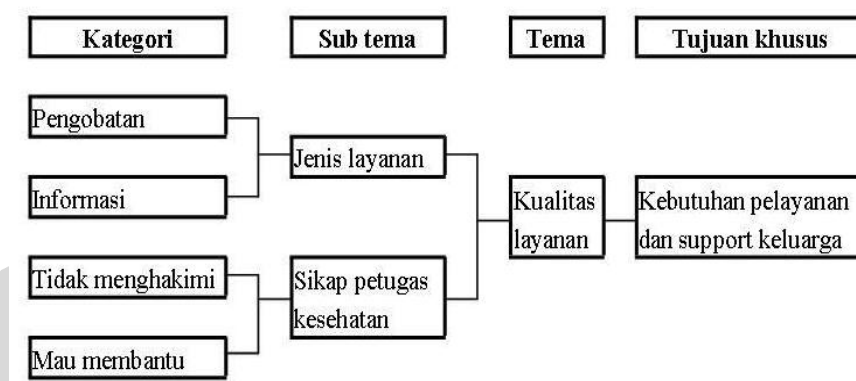 Kategori
Sub tema
Tema
Tujuan khusus
Pengobatan
Informasi
Jenis layanan
Tidak menghakimi
Mau membantu
Sikap petugas
kesehatan
Kualitas
layanan
Kebutuhan pelayanan
dan support keluarga